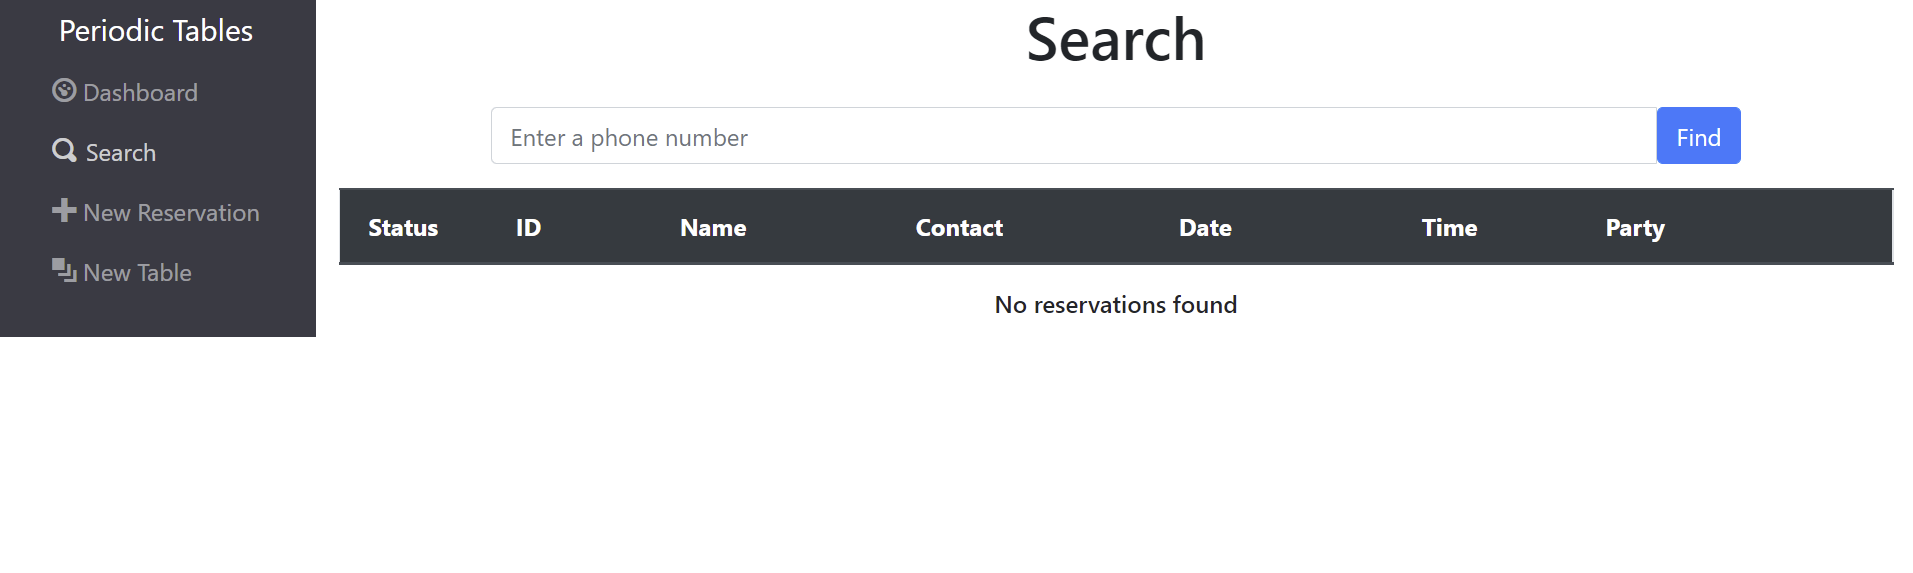 Periodic Tables
Dashboard
Search
New Reservation
New Table
Search
Enter a phone number
Find
Status ID Name Contact Date Time Party
No reservations found